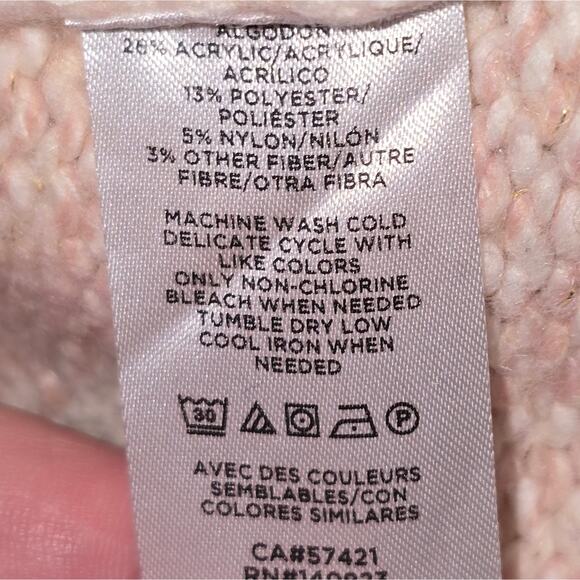 ALGODÓN
26% ACRYLIC/ACRYLIQUE/
ACRÍLICO
13% POLYESTER/
POLIÉSTER
5% NYLON/NILÓN
3% OTHER FIBER/AUTRE
FIBRE/OTRA FIBRA
MACHINE WASH COLD
DELICATE CYCLE WITH
LIKE COLORS
ONLY NON-CHLORINE
BLEACH WHEN NEEDED
TUMBLE DRY LOW
COOL IRON WHEN
NEEDED
30 P
AVEC DES COULEURS
SEMBLABLES/CON
COLORES SIMILARES
CA#57421
RN#140923